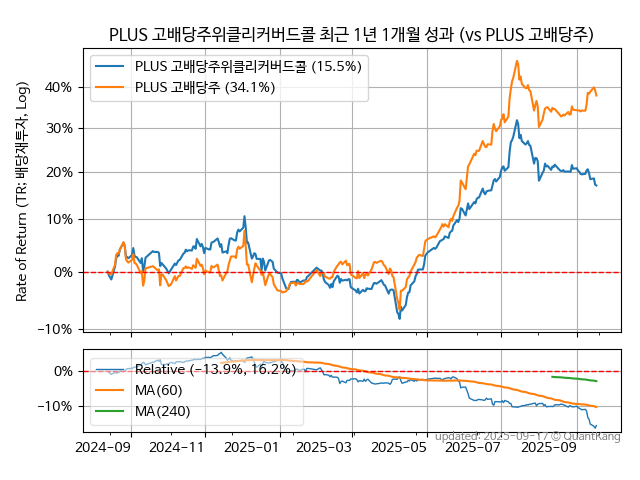 PLUS 고배당주위클리커버드콜 최근 1년 1개월 성과 (vs PLUS 고배당주)
Rate of Return (TR: 배당재투자, Log)
PLUS 고배당주위클리커버드콜 (15.5%)
PLUS 고배당주 (34.1%)
40%
30%
20%
10%
0%
−10%
Relative (−13.9%, 16.2%)
MA(60)
MA(240)
0%
−10%
2024-09 2024-11 2025-01 2025-03 2025-05 2025-07 2025-09
updated: 2025-09-17 © QuantKang